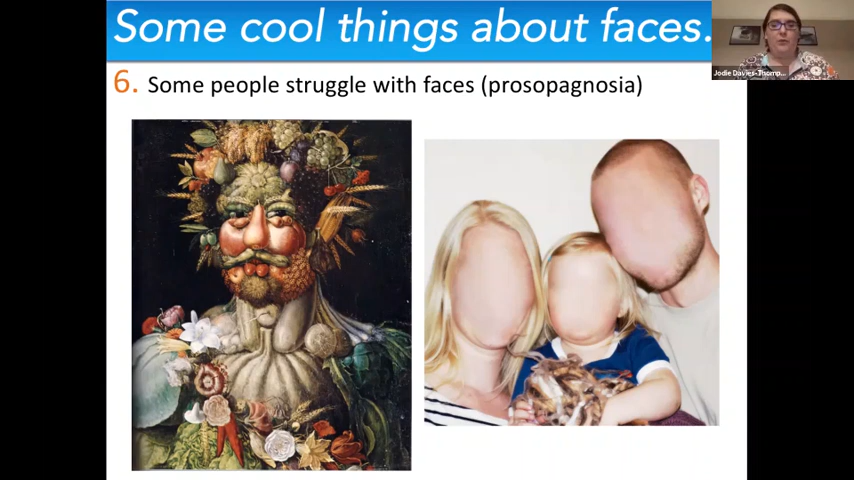 Some cool things about faces.
6. Some people struggle with faces (prosopagnosia)
Jodie Davies-Thomp...